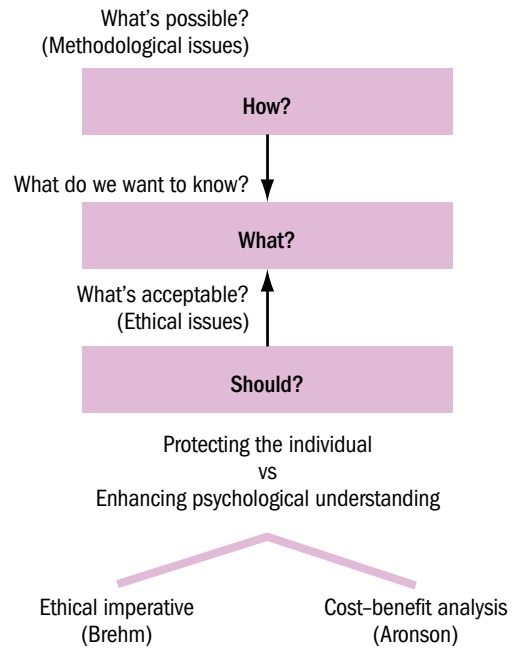 What’s possible?
(Methodological issues)
How?
What do we want to know?
What?
What’s acceptable?
(Ethical issues)
Should?
Protecting the individual
vs
Enhancing psychological understanding
Ethical imperative
(Brehm)
Cost–benefit analysis
(Aronson)